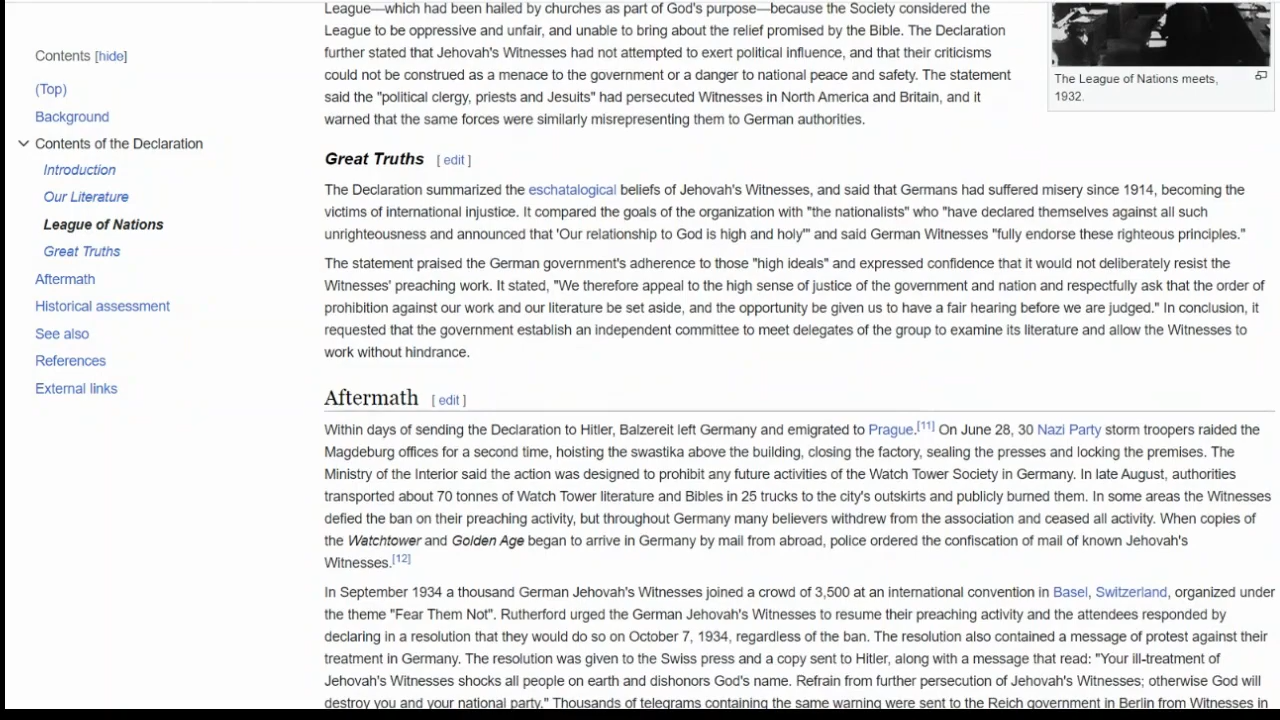 Contents [hide]
(Top)
Background
Contents of the Declaration
Introduction
Our Literature
League of Nations
Great Truths
Aftermath
Historical assessment
See also
References
External links
League—which had been halled by churches as part of God's purpose—because the Society considered the
League to be oppressive and unfair, and unable to bring about the relief promised by the Bible. The Declaration
further stated that Jehovah's Witnesses had not attempted to exert political influence, and that their criticisms
could not be construed as a menace to the government or a danger to national peace and safety. The statement
said the "political clergy, priests and Jesuits" had persecuted Witnesses in North America and Britain, and it
warned that the same forces were similarly misrepresenting them to German authorities.
The League of Nations meets,
1932.
Great Truths [ edit ]
The Declaration summarized the eschatalogical beliefs of Jehovah's Witnesses, and said that Germans had suffered misery since 1914, becoming the
victims of international injustice. It compared the goals of the organization with "the nationalists" who "have declared themselves against all such
unrighteousness and announced that 'Our relationship to God is high and holy'" and said German Witnesses "fully endorse these righteous principles."
The statement praised the German government's adherence to those "high ideals" and expressed confidence that it would not deliberately resist the
Witnesses' preaching work. It stated, "We therefore appeal to the high sense of justice of the government and nation and respectfully ask that the order of
prohibition against our work and our literature be set aside, and the opportunity be given us to have a fair hearing before we are judged." In conclusion, it
requested that the government establish an independent committee to meet delegates of the group to examine its literature and allow the Witnesses to
work without hindrance.
Aftermath [ edit ]
Within days of sending the Declaration to Hitler, Balzereit left Germany and emigrated to Prague.[11] On June 28, 30 Nazi Party storm troopers raided the
Magdeburg offices for a second time, hoisting the swastika above the building, closing the factory, sealing the presses and locking the premises. The
Ministry of the Interior said the action was designed to prohibit any future activities of the Watch Tower Society in Germany. In late August, authorities
transported about 70 tonnes of Watch Tower literature and Bibles in 25 trucks to the city's outskirts and publicly burned them. In some areas the Witnesses
defied the ban on their preaching activity, but throughout Germany many believers withdrew from the association and ceased all activity. When copies of
the Watchtower and Golden Age began to arrive in Germany by mail from abroad, police ordered the confiscation of mail of known Jehovah's
Witnesses.[12]
In September 1934 a thousand German Jehovah's Witnesses joined a crowd of 3,500 at an international convention in Basel, Switzerland, organized under
the theme "Fear Them Not". Rutherford urged the German Jehovah's Witnesses to resume their preaching activity and the attendees responded by
declaring in a resolution that they would do so on October 7, 1934, regardless of the ban. The resolution also contained a message of protest against their
treatment in Germany. The resolution was given to the Swiss press and a copy sent to Hitler, along with a message that read: "Your ill-treatment of
Jehovah's Witnesses shocks all people on earth and dishonors God's name. Refrain from further persecution of Jehovah's Witnesses; otherwise God will
destroy you and your national party." Thousands of telegrams containing the same warning were sent to the Reich government in Berlin from Witnesses in